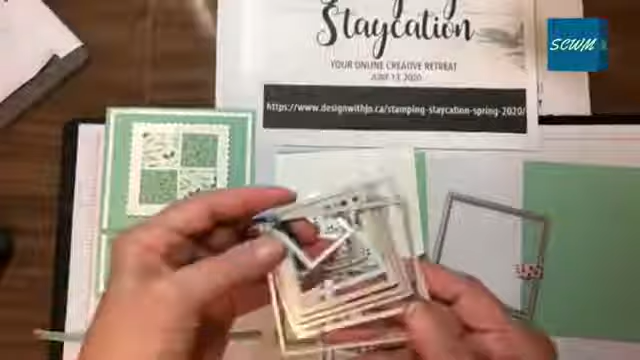 Staycation
YOUR ONLINE CREATIVE RETREAT
JUNE 13, 2020
https://www.designwithjo.ca/stamping-staycation-spring-2020/
SCWM